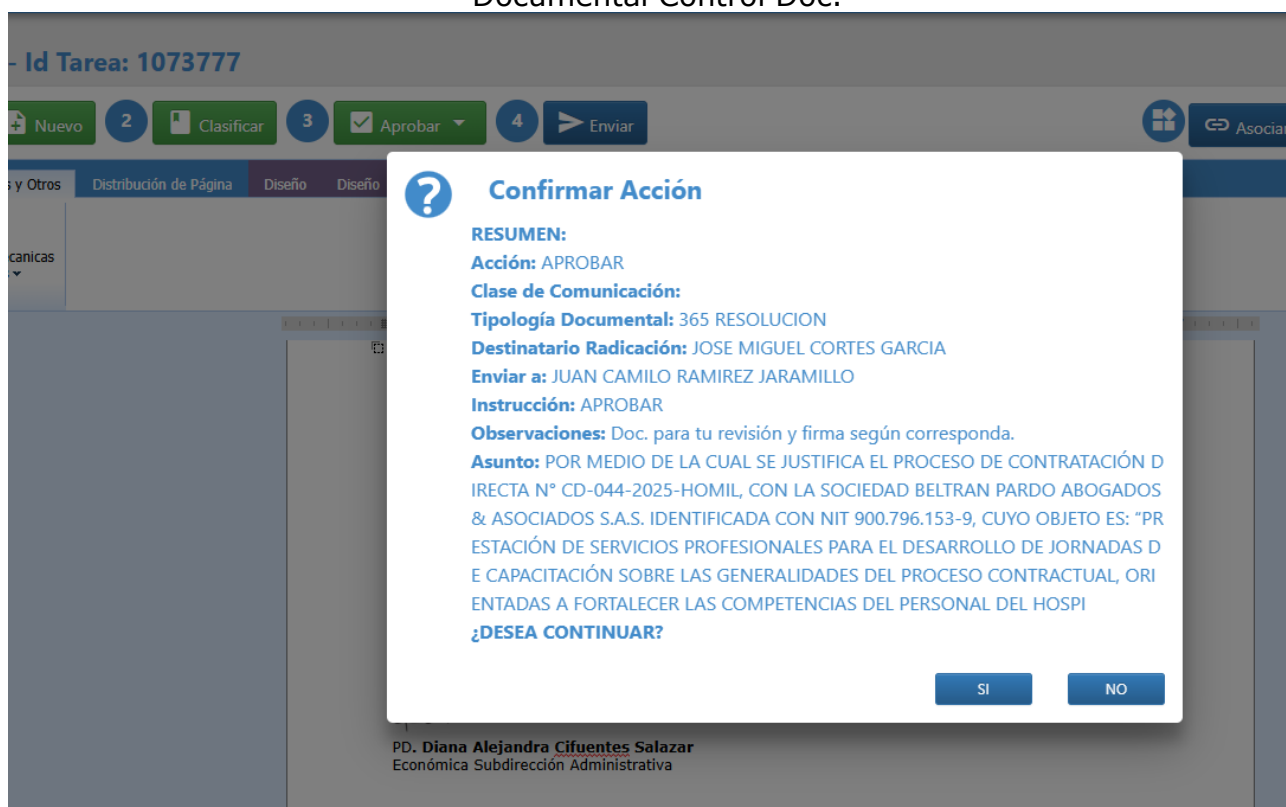 Documental Control Doc.
- Id Tarea: 1073777
Nuevo 2 Clasificar 3 Aprobar 4 Enviar Asociar
s y Otros Distribución de Página Diseño Diseño
canicas
Confirmar Acción
RESUMEN:
Acción: APROBAR
Clase de Comunicación:
Tipología Documental: 365 RESOLUCION
Destinatario Radicación: JOSE MIGUEL CORTES GARCIA
Enviar a: JUAN CAMILO RAMIREZ JARAMILLO
Instrucción: APROBAR
Observaciones: Doc. para tu revisión y firma según corresponda.
Asunto: POR MEDIO DE LA CUAL SE JUSTIFICA EL PROCESO DE CONTRATACIÓN D
IRECTA N° CD-044-2025-HOMIL, CON LA SOCIEDAD BELTRAN PARDO ABOGADOS
& ASOCIADOS S.A.S. IDENTIFICADA CON NIT 900.796.153-9, CUYO OBJETO ES: “PR
ESTACIÓN DE SERVICIOS PROFESIONALES PARA EL DESARROLLO DE JORNADAS D
E CAPACITACIÓN SOBRE LAS GENERALIDADES DEL PROCESO CONTRACTUAL, ORI
ENTADAS A FORTALECER LAS COMPETENCIAS DEL PERSONAL DEL HOSPI
¿DESEA CONTINUAR?
SI NO
PD. Diana Alejandra Cifuentes Salazar
Económica Subdirección Administrativa